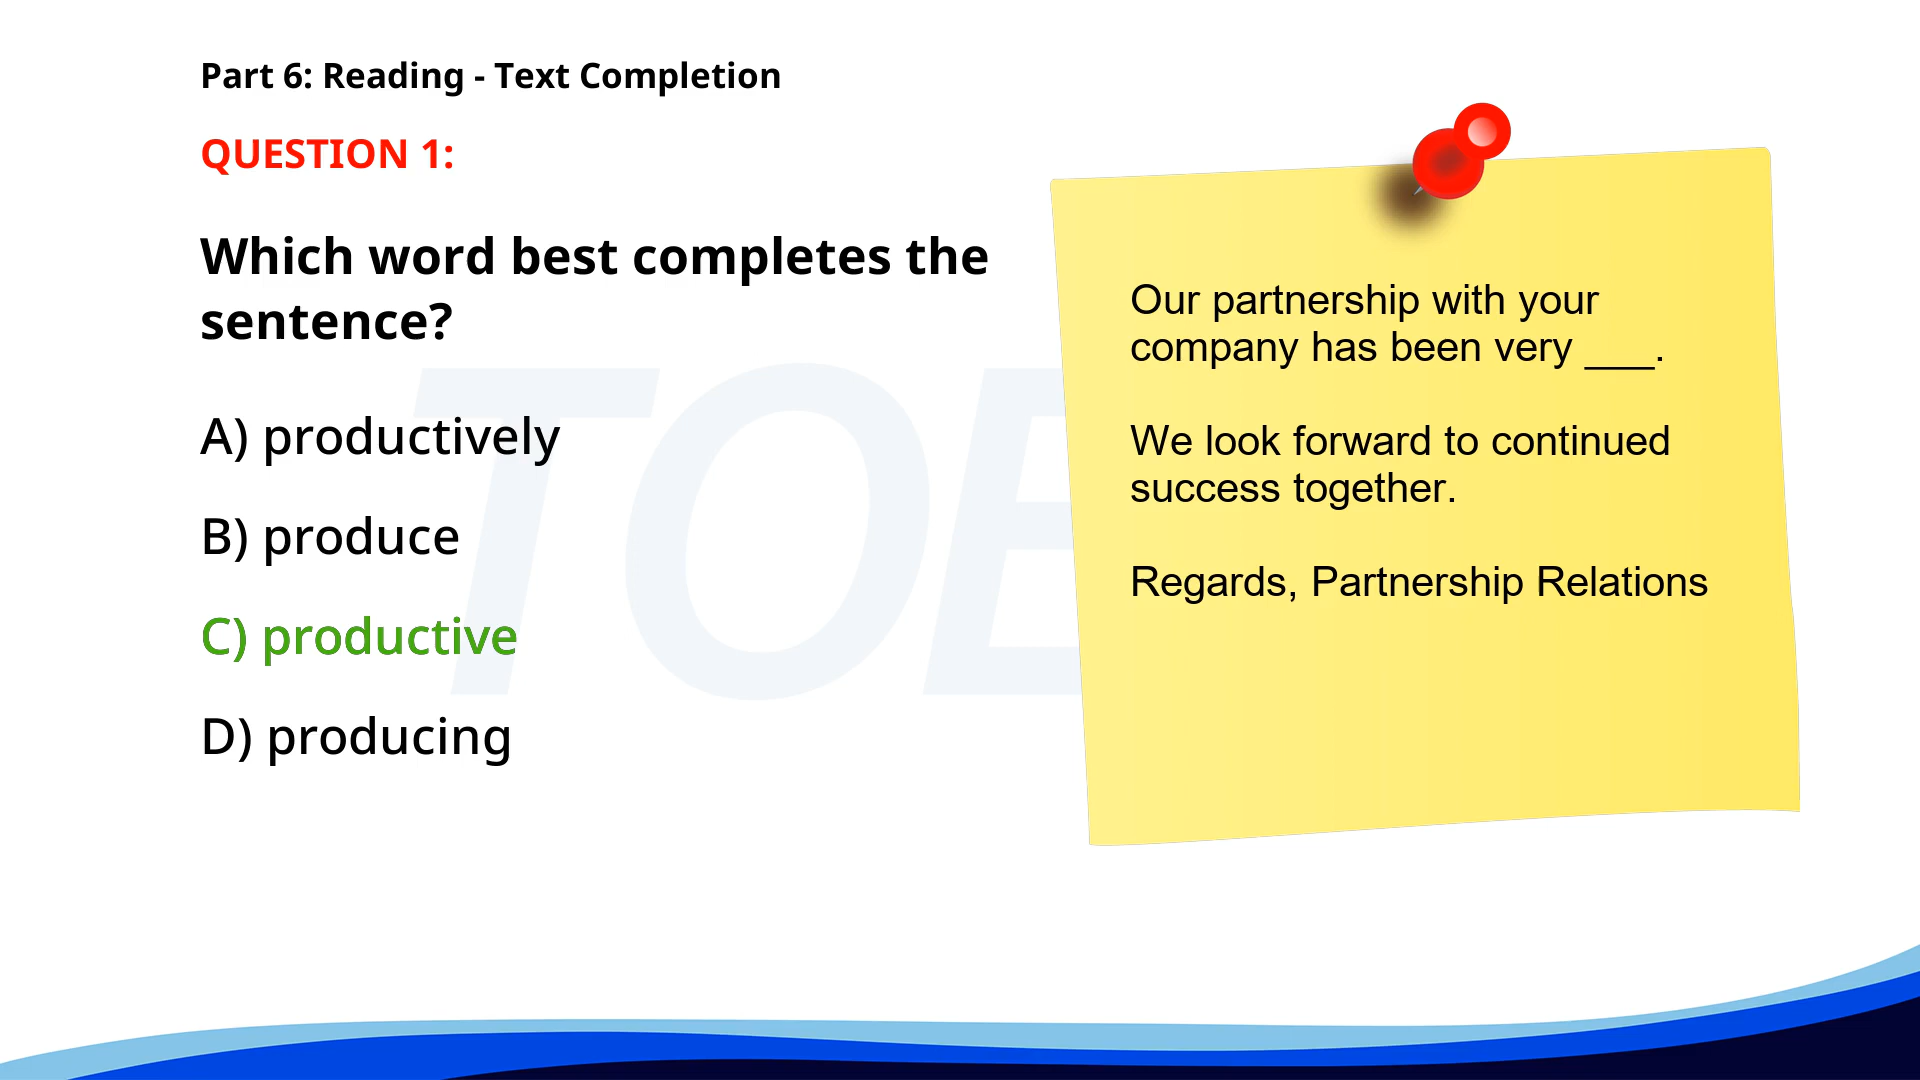 Part 6: Reading - Text Completion
QUESTION 1:
Which word best completes the
sentence?
A) productively
B) produce
C) productive
D) producing
Our partnership with your
company has been very ___.
We look forward to continued
success together.
Regards, Partnership Relations
TOE